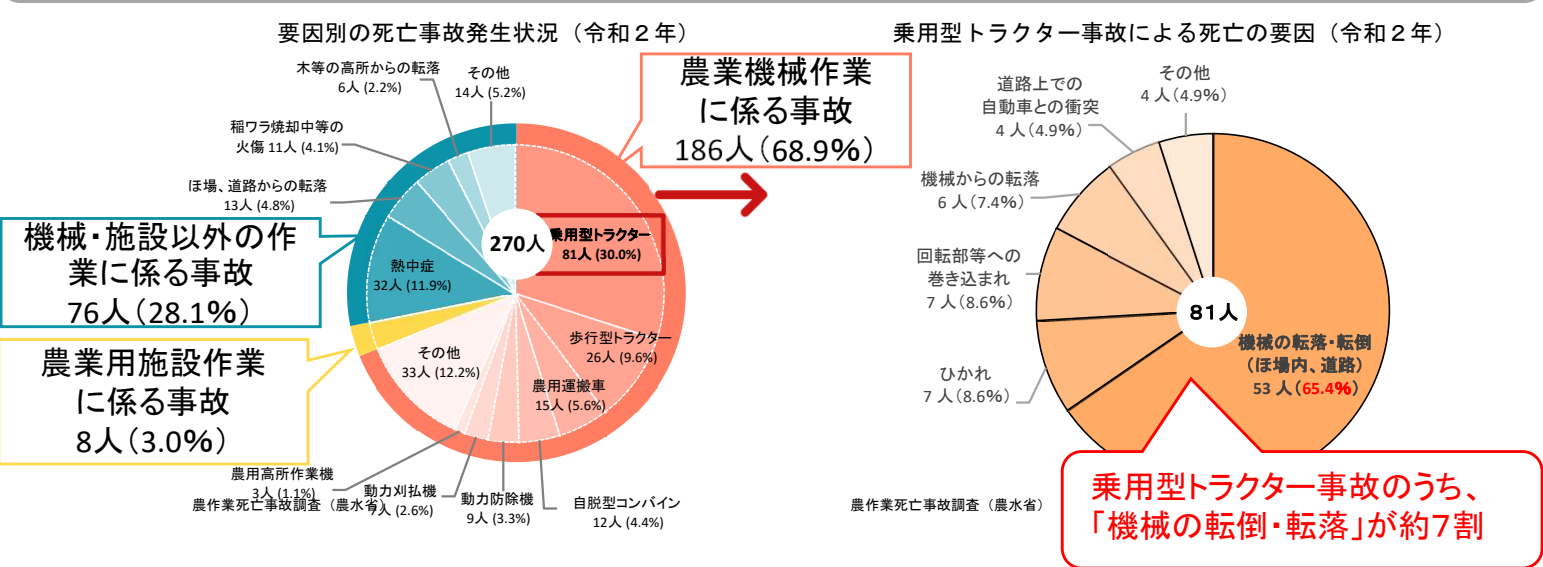 要因別の死亡事故発生状況（令和２年）
木等の高所からの転落
6人 (2.2%)
その他
14人 (5.2%)
農業機械作業
に係る事故
186人（68.9%）
稲ワラ焼却中等の
火傷 11人 (4.1%)
ほ場、道路からの転落
13人 (4.8%)
機械・施設以外の作
業に係る事故
76人（28.1%）
熱中症
32人 (11.9%)
270人
乗用型トラクター
81人 (30.0%)
農業用施設作業
に係る事故
8人（3.0%）
その他
33人 (12.2%)
歩行型トラクター
26人 (9.6%)
農用運搬車
15人 (5.6%)
農用高所作業機
3人 (1.1%)
動力刈払機
7人 (2.6%)
動力防除機
9人 (3.3%)
自脱型コンバイン
12人 (4.4%)
農作業死亡事故調査（農水省）
乗用型トラクター事故による死亡の要因（令和２年）
その他
4 人（4.9%）
道路上での
自動車との衝突
4 人（4.9%）
機械からの転落
6 人（7.4%）
回転部等への
巻き込まれ
7 人（8.6%）
ひかれ
7 人（8.6%）
81人
機械の転落・転倒
（ほ場内、道路）
53 人（65.4%）
農作業死亡事故調査（農水省）
乗用型トラクター事故のうち、
「機械の転倒・転落」が約７割